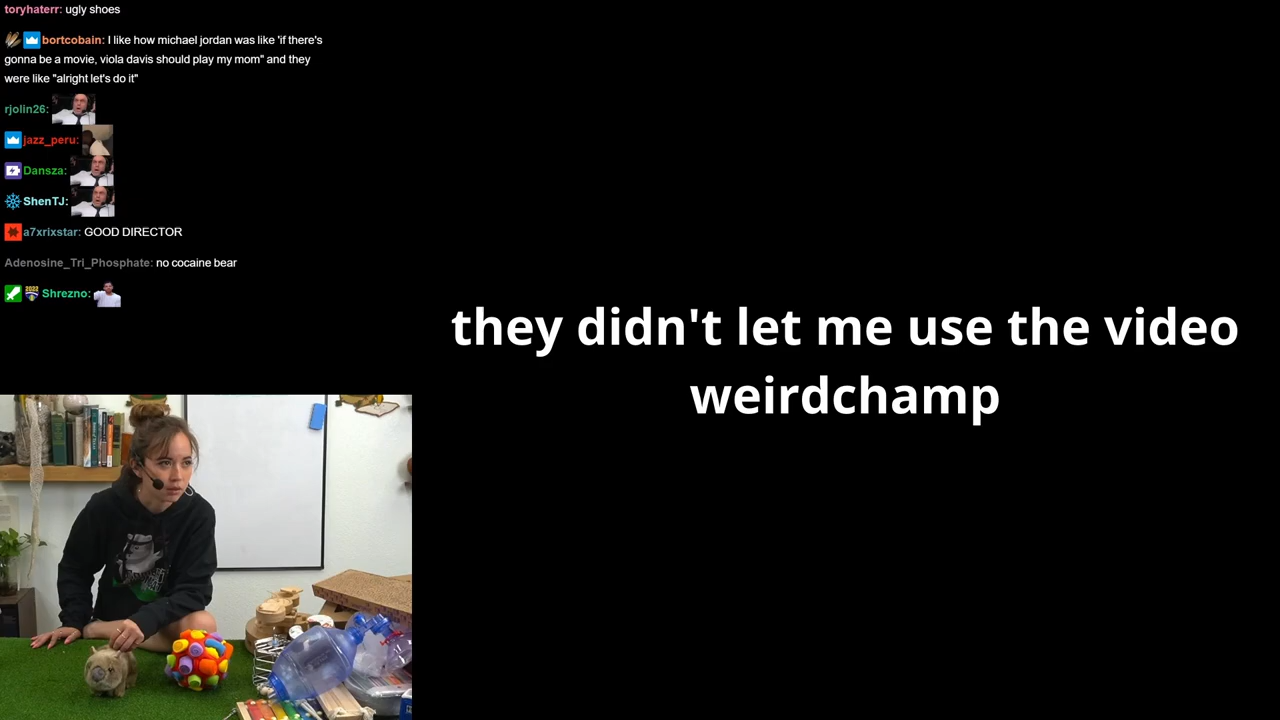 toryhaterr: ugly shoes
bortcobain: I like how michael jordan was like 'if there's
gonna be a movie, viola davis should play my mom" and they
were like "alright let's do it"
rjolin26:
jazz_peru:
Dansza:
ShenTJ:
a7xrixstar: GOOD DIRECTOR
Adenosine_Tri_Phosphate: no cocaine bear
2022 Shrezno:
they didn't let me use the video
weirdchamp